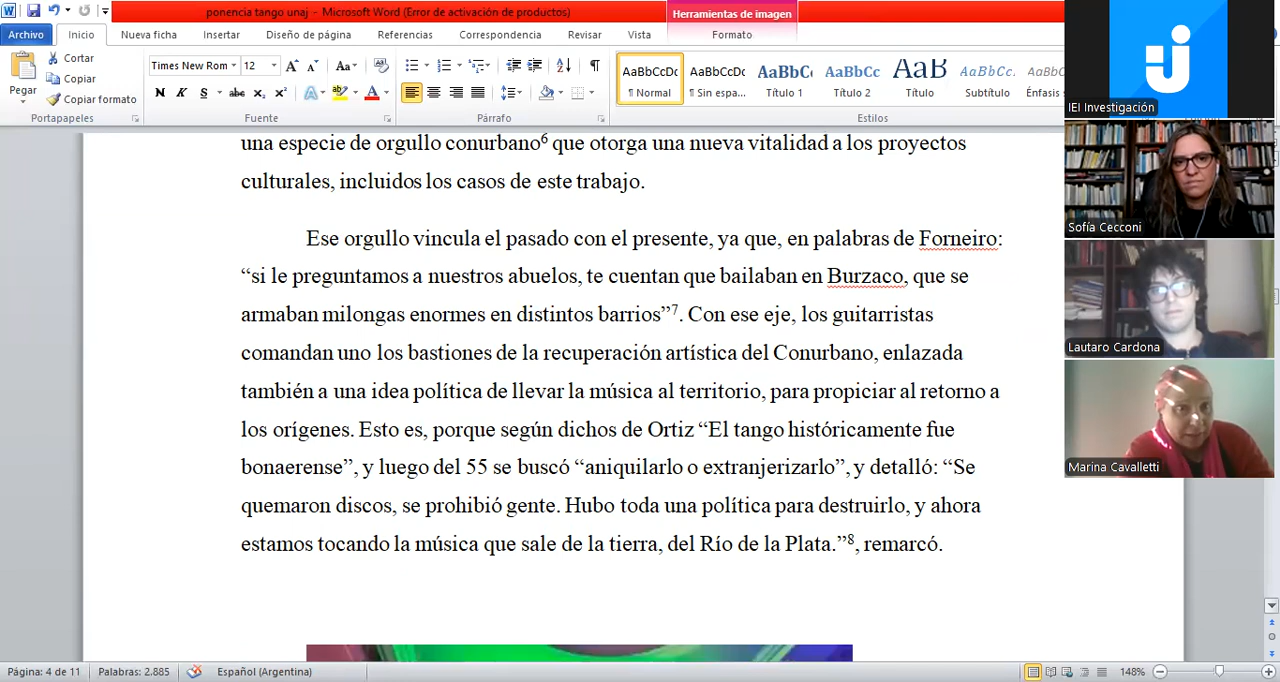 ponencia tango unaj - Microsoft Word (Error de activación de productos)
Herramientas de imagen
Archivo
Inicio
Nueva ficha
Insertar
Diseño de página
Referencias
Correspondencia
Revisar
Vista
Formato
Pegar
Cortar
Copiar
Copiar formato
Portapapeles
Times New Rom
12
N K S abe x₂ x²
Fuente
Párrafo
AaBbCcDc
¶ Normal
AaBbCcDc
¶ Sin espa...
AaBbC
Título 1
AaBbCc
Título 2
AaB
Título
AaBbCc.
Subtítulo
AaBbCc
Énfasis
Estilos
una especie de orgullo conurbano⁶ que otorga una nueva vitalidad a los proyectos
culturales, incluidos los casos de este trabajo.
Ese orgullo vincula el pasado con el presente, ya que, en palabras de Forneiro:
“si le preguntamos a nuestros abuelos, te cuentan que bailaban en Burzaco, que se
armaban milongas enormes en distintos barrios”⁷. Con ese eje, los guitarristas
comandan uno los bastiones de la recuperación artística del Conurbano, enlazada
también a una idea política de llevar la música al territorio, para propiciar al retorno a
los orígenes. Esto es, porque según dichos de Ortiz “El tango históricamente fue
bonaerense”, y luego del 55 se buscó “aniquilarlo o extranjerizarlo”, y detalló: “Se
quemaron discos, se prohibió gente. Hubo toda una política para destruirlo, y ahora
estamos tocando la música que sale de la tierra, del Río de la Plata.”⁸, remarcó.
IEI Investigación
Sofía Cecconi
Lautaro Cardona
Marina Cavalletti
Página: 4 de 11
Palabras: 2.885
Español (Argentina)
148%